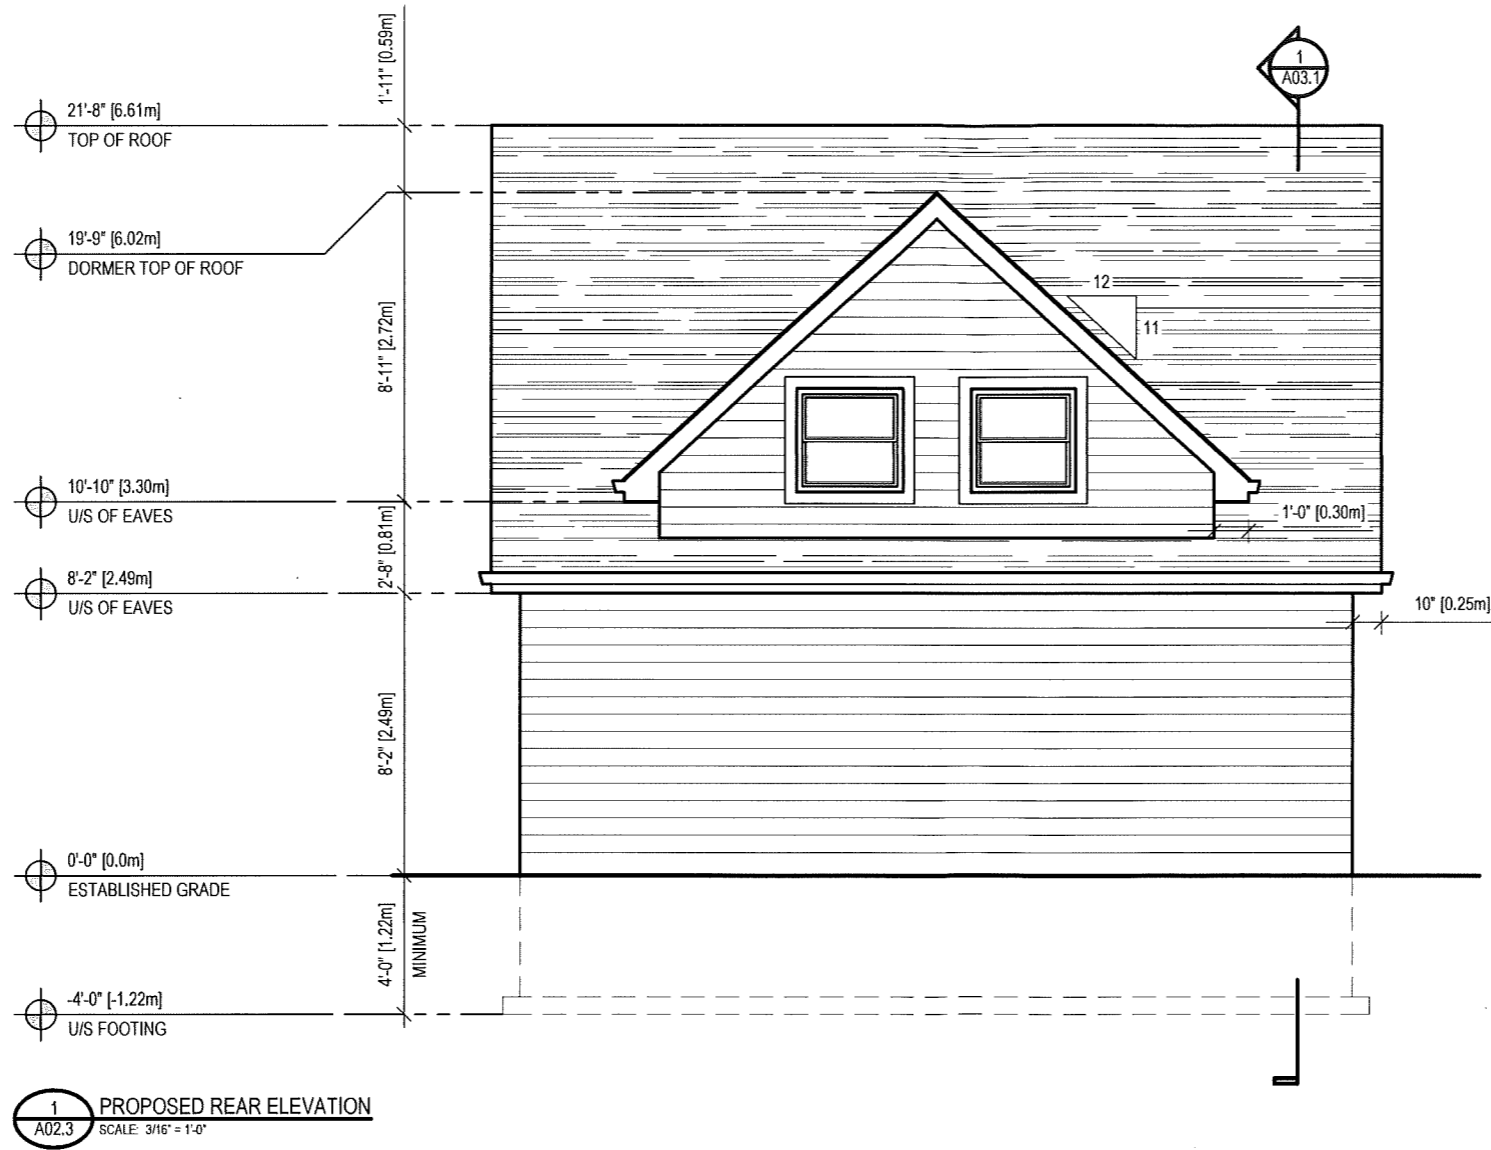 1'-11" [0.59m]
1
A03.1
21'-8" [6.61m]
TOP OF ROOF
19'-9" [6.02m]
DORMER TOP OF ROOF
12
11
8'-11" [2.72m]
10'-10" [3.30m]
U/S OF EAVES
1'-0" [0.30m]
2'-8" [0.81m]
8'-2" [2.49m]
U/S OF EAVES
10" [0.25m]
8'-2" [2.49m]
0'-0" [0.0m]
ESTABLISHED GRADE
4'-0" [1.22m]
MINIMUM
-4'-0" [-1.22m]
U/S FOOTING
1
A02.3
PROPOSED REAR ELEVATION
SCALE: 3/16" = 1'-0"